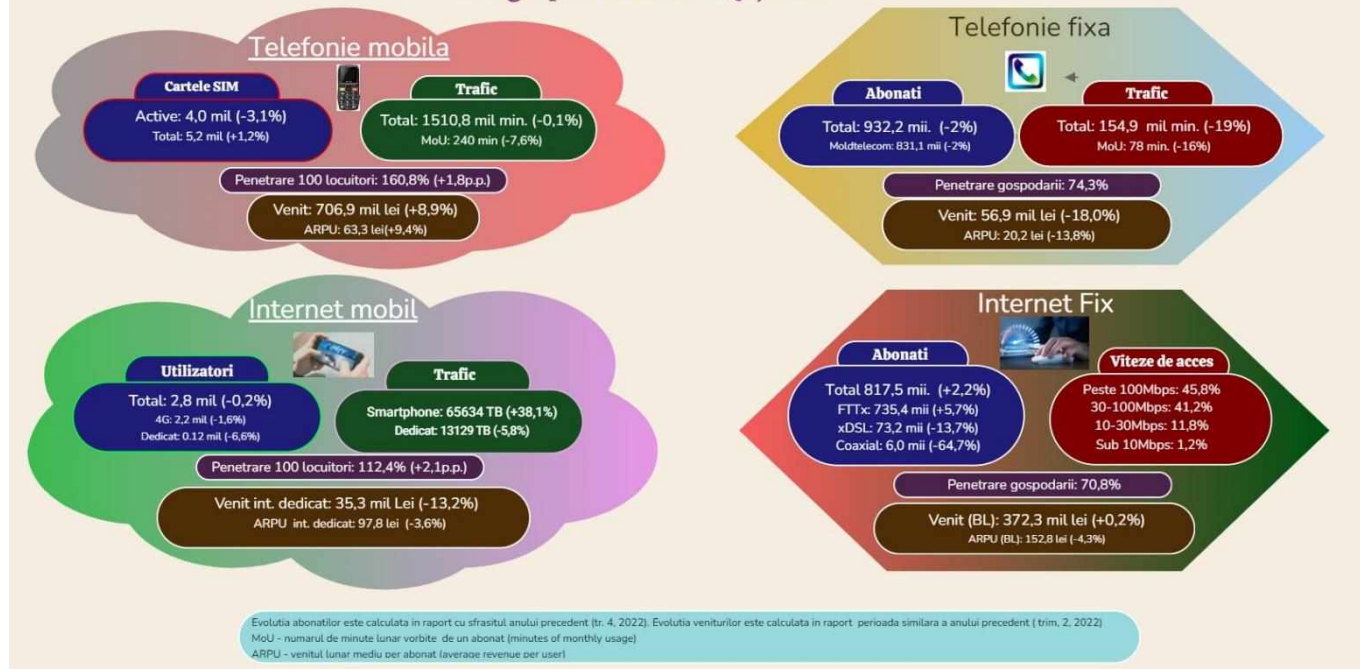 Telefonie mobila
Cartele SIM
Active: 4,0 mil (-3,1%)
Total: 5,2 mil (+1,2%)
Trafic
Total: 1510,8 mil min. (-0,1%)
MoU: 240 min (-7,6%)
Penetrare 100 locuitori: 160,8% (+1,8p.p.)
Venit: 706,9 mil lei (+8,9%)
ARPU: 63,3 lei(+9,4%)
Telefonie fixa
Abonati
Total: 932,2 mii. (-2%)
Moldtelecom: 831,1 mii (-2%)
Trafic
Total: 154,9 mil min. (-19%)
MoU: 78 min. (-16%)
Penetrare gospodarii: 74,3%
Venit: 56,9 mil lei (-18,0%)
ARPU: 20,2 lei (-13,8%)
Internet mobil
Utilizatori
Total: 2,8 mil (-0,2%)
4G: 2,2 mil (-1,6%)
Dedicat: 0.12 mil (-6,6%)
Trafic
Smartphone: 65634 TB (+38,1%)
Dedicat: 13129 TB (-5,8%)
Penetrare 100 locuitori: 112,4% (+2,1p.p.)
Venit int. dedicat: 35,3 mil Lei (-13,2%)
ARPU int. dedicat: 97,8 lei (-3,6%)
Internet Fix
Abonati
Total 817,5 mii. (+2,2%)
FTTx: 735,4 mii (+5,7%)
xDSL: 73,2 mii (-13,7%)
Coaxial: 6,0 mii (-64,7%)
Viteze de acces
Peste 100Mbps: 45,8%
30-100Mbps: 41,2%
10-30Mbps: 11,8%
Sub 10Mbps: 1,2%
Penetrare gospodarii: 70,8%
Venit (BL): 372,3 mil lei (+0,2%)
ARPU (BL): 152,8 lei (-4,3%)
Evolutia abonatilor este calculata in raport cu sfrasitul anului precedent (tr. 4, 2022). Evolutia veniturilor este calculata in raport perioada similara a anului precedent ( trim, 2, 2022)
MoU - numarul de minute lunar vorbite de un abonat (minutes of monthly usage)
ARPU - venitul lunar mediu per abonat (average revenue per user)